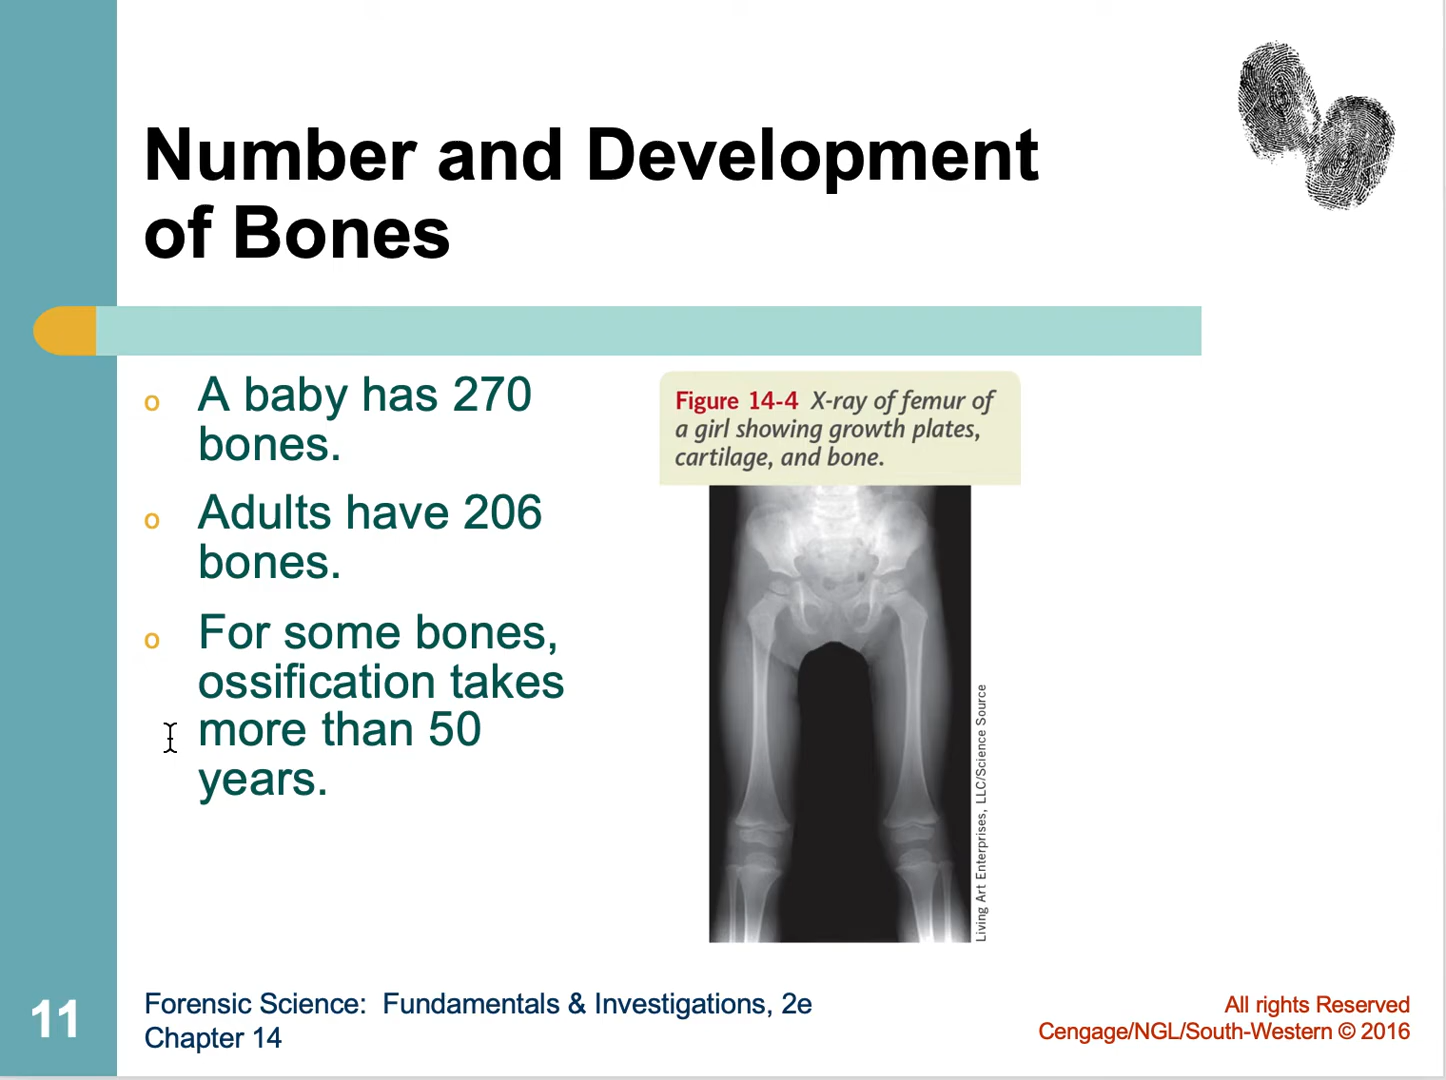 Number and Development
of Bones
o A baby has 270
bones.
o Adults have 206
bones.
o For some bones,
ossification takes
more than 50
years.
Figure 14-4 X-ray of femur of
a girl showing growth plates,
cartilage, and bone.
Living Art Enterprises, LLC/Science Source
11
Forensic Science: Fundamentals & Investigations, 2e
Chapter 14
All rights Reserved
Cengage/NGL/South-Western © 2016